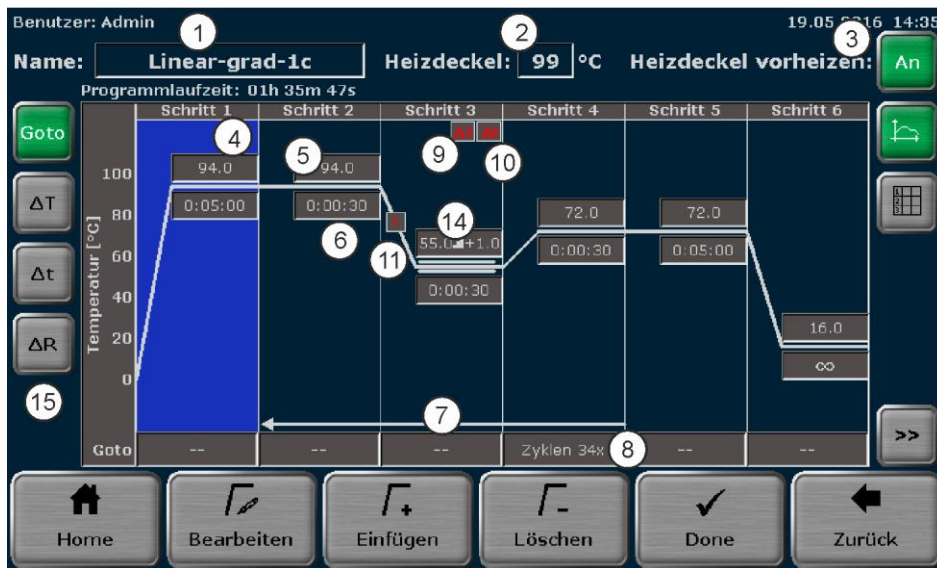 Benutzer: Admin
19.05.2016 14:35
1
2
3
Name: Linear-grad-1c Heizdeckel: 99 °C Heizdeckel vorheizen: An
Programmlaufzeit: 01h 35m 47s
Goto
ΔT
Δt
ΔR
15
Temperatur [°C]
100
80
60
40
20
0
Schritt 1 Schritt 2 Schritt 3 Schritt 4 Schritt 5 Schritt 6
4
94.0
0:05:00
5
94.0
0:00:30
6
9
ΔT
10
11
14
55.0 +1.0
0:00:30
72.0
0:00:30
72.0
0:05:00
16.0
∞
7
Goto -- -- -- Zyklen 34x 8 -- --
>>
Home Bearbeiten Einfügen Löschen Done Zurück